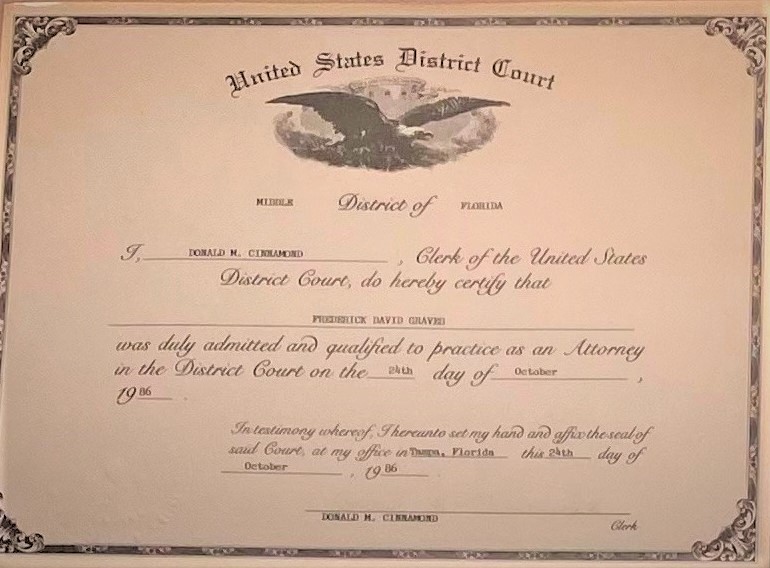 United States District Court
MIDDLE District of FLORIDA
I, DONALD M. CINNAMOND, Clerk of the United States
District Court, do hereby certify that
FREDERICK DAVID GRAVES
was duly admitted and qualified to practice as an Attorney
in the District Court on the 24th day of October,
19 86.
In testimony whereof, I hereunto set my hand and affix the seal of
said Court, at my office in Tampa, Florida this 24th day of
October, 19 86.
DONALD M. CINNAMOND
Clerk